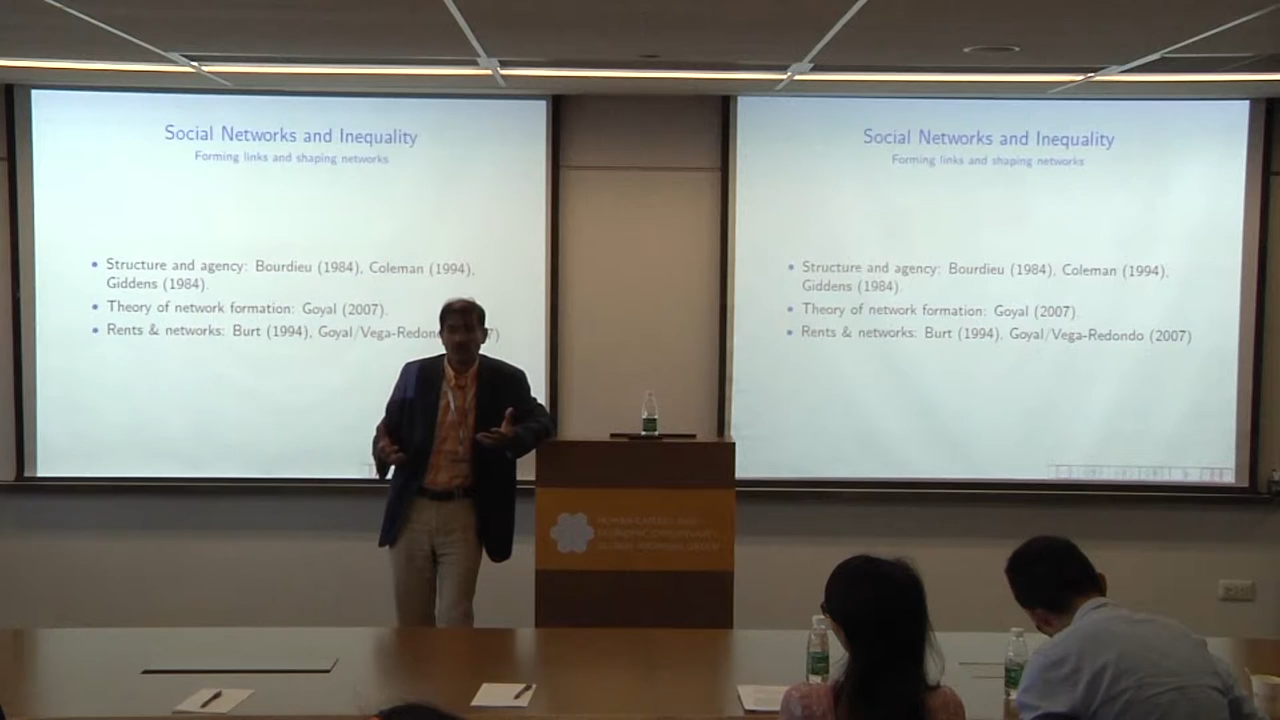 Social Networks and Inequality
Forming links and shaping networks
• Structure and agency: Bourdieu (1984), Coleman (1994),
Giddens (1984).
• Theory of network formation: Goyal (2007).
• Rents & networks: Burt (1994), Goyal/Vega-Redon 7)
Social Networks and Inequality
Forming links and shaping networks
• Structure and agency: Bourdieu (1984), Coleman (1994),
Giddens (1984).
• Theory of network formation: Goyal (2007).
• Rents & networks: Burt (1994), Goyal/Vega-Redondo (2007)